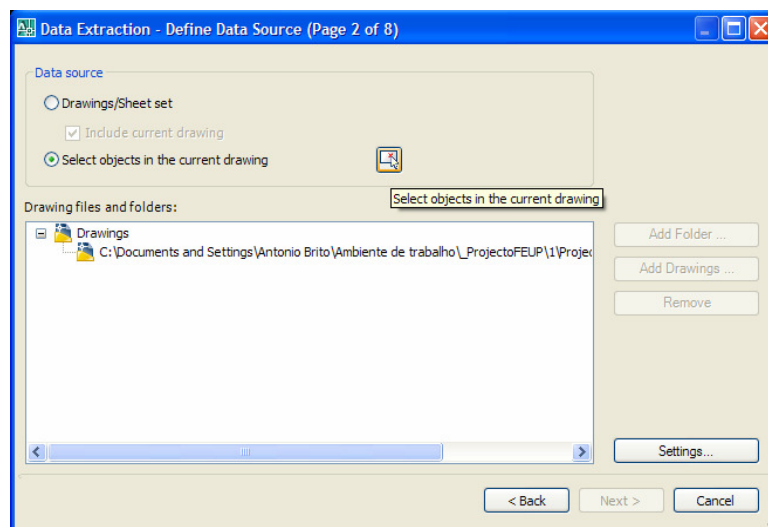 Data Extraction - Define Data Source (Page 2 of 8)
Data source
Drawings/Sheet set
Include current drawing
Select objects in the current drawing
Select objects in the current drawing
Drawing files and folders:
Drawings
C:\Documents and Settings\Antonio Brito\Ambiente de trabalho\_ProjectoFEUP\1\Projec
Add Folder ...
Add Drawings ...
Remove
Settings...
< Back
Next >
Cancel